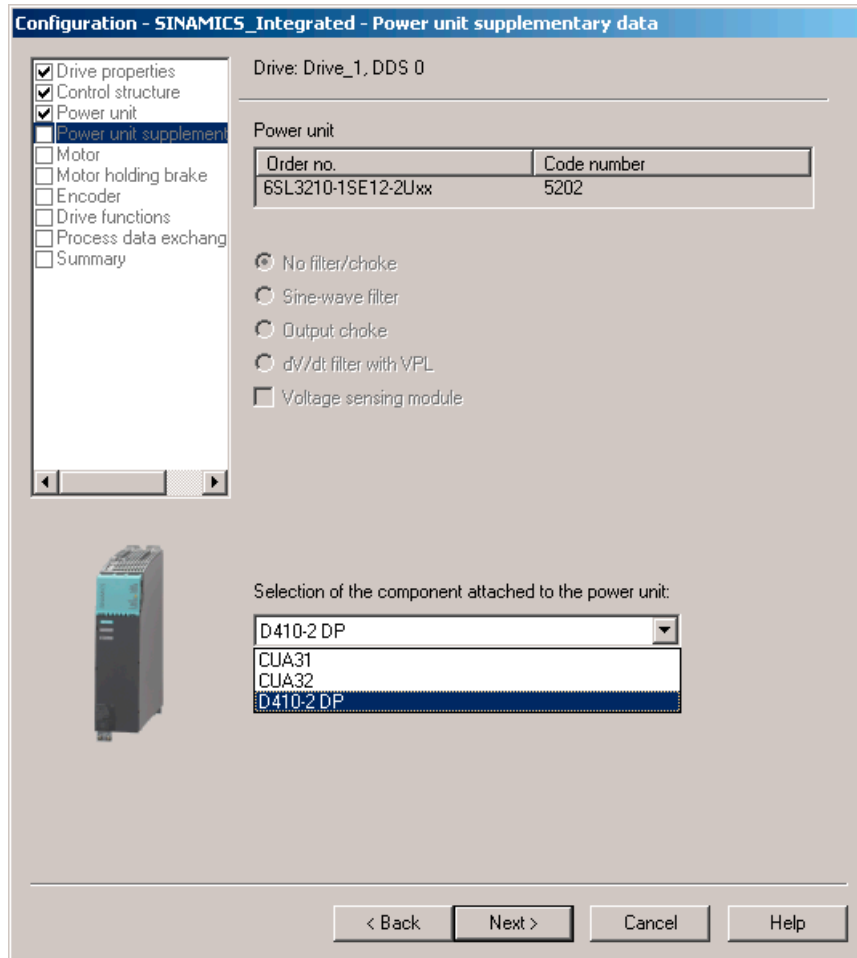 Configuration - SINAMICS_Integrated - Power unit supplementary data
Drive properties
Control structure
Power unit
Power unit supplement
Motor
Motor holding brake
Encoder
Drive functions
Process data exchang
Summary
Drive: Drive_1, DDS 0
Power unit
Order no. Code number
6SL3210-1SE12-2Uxx 5202
No filter/choke
Sine-wave filter
Output choke
dV/dt filter with VPL
Voltage sensing module
Selection of the component attached to the power unit:
D410-2 DP
CUA31
CUA32
D410-2 DP
< Back Next > Cancel Help